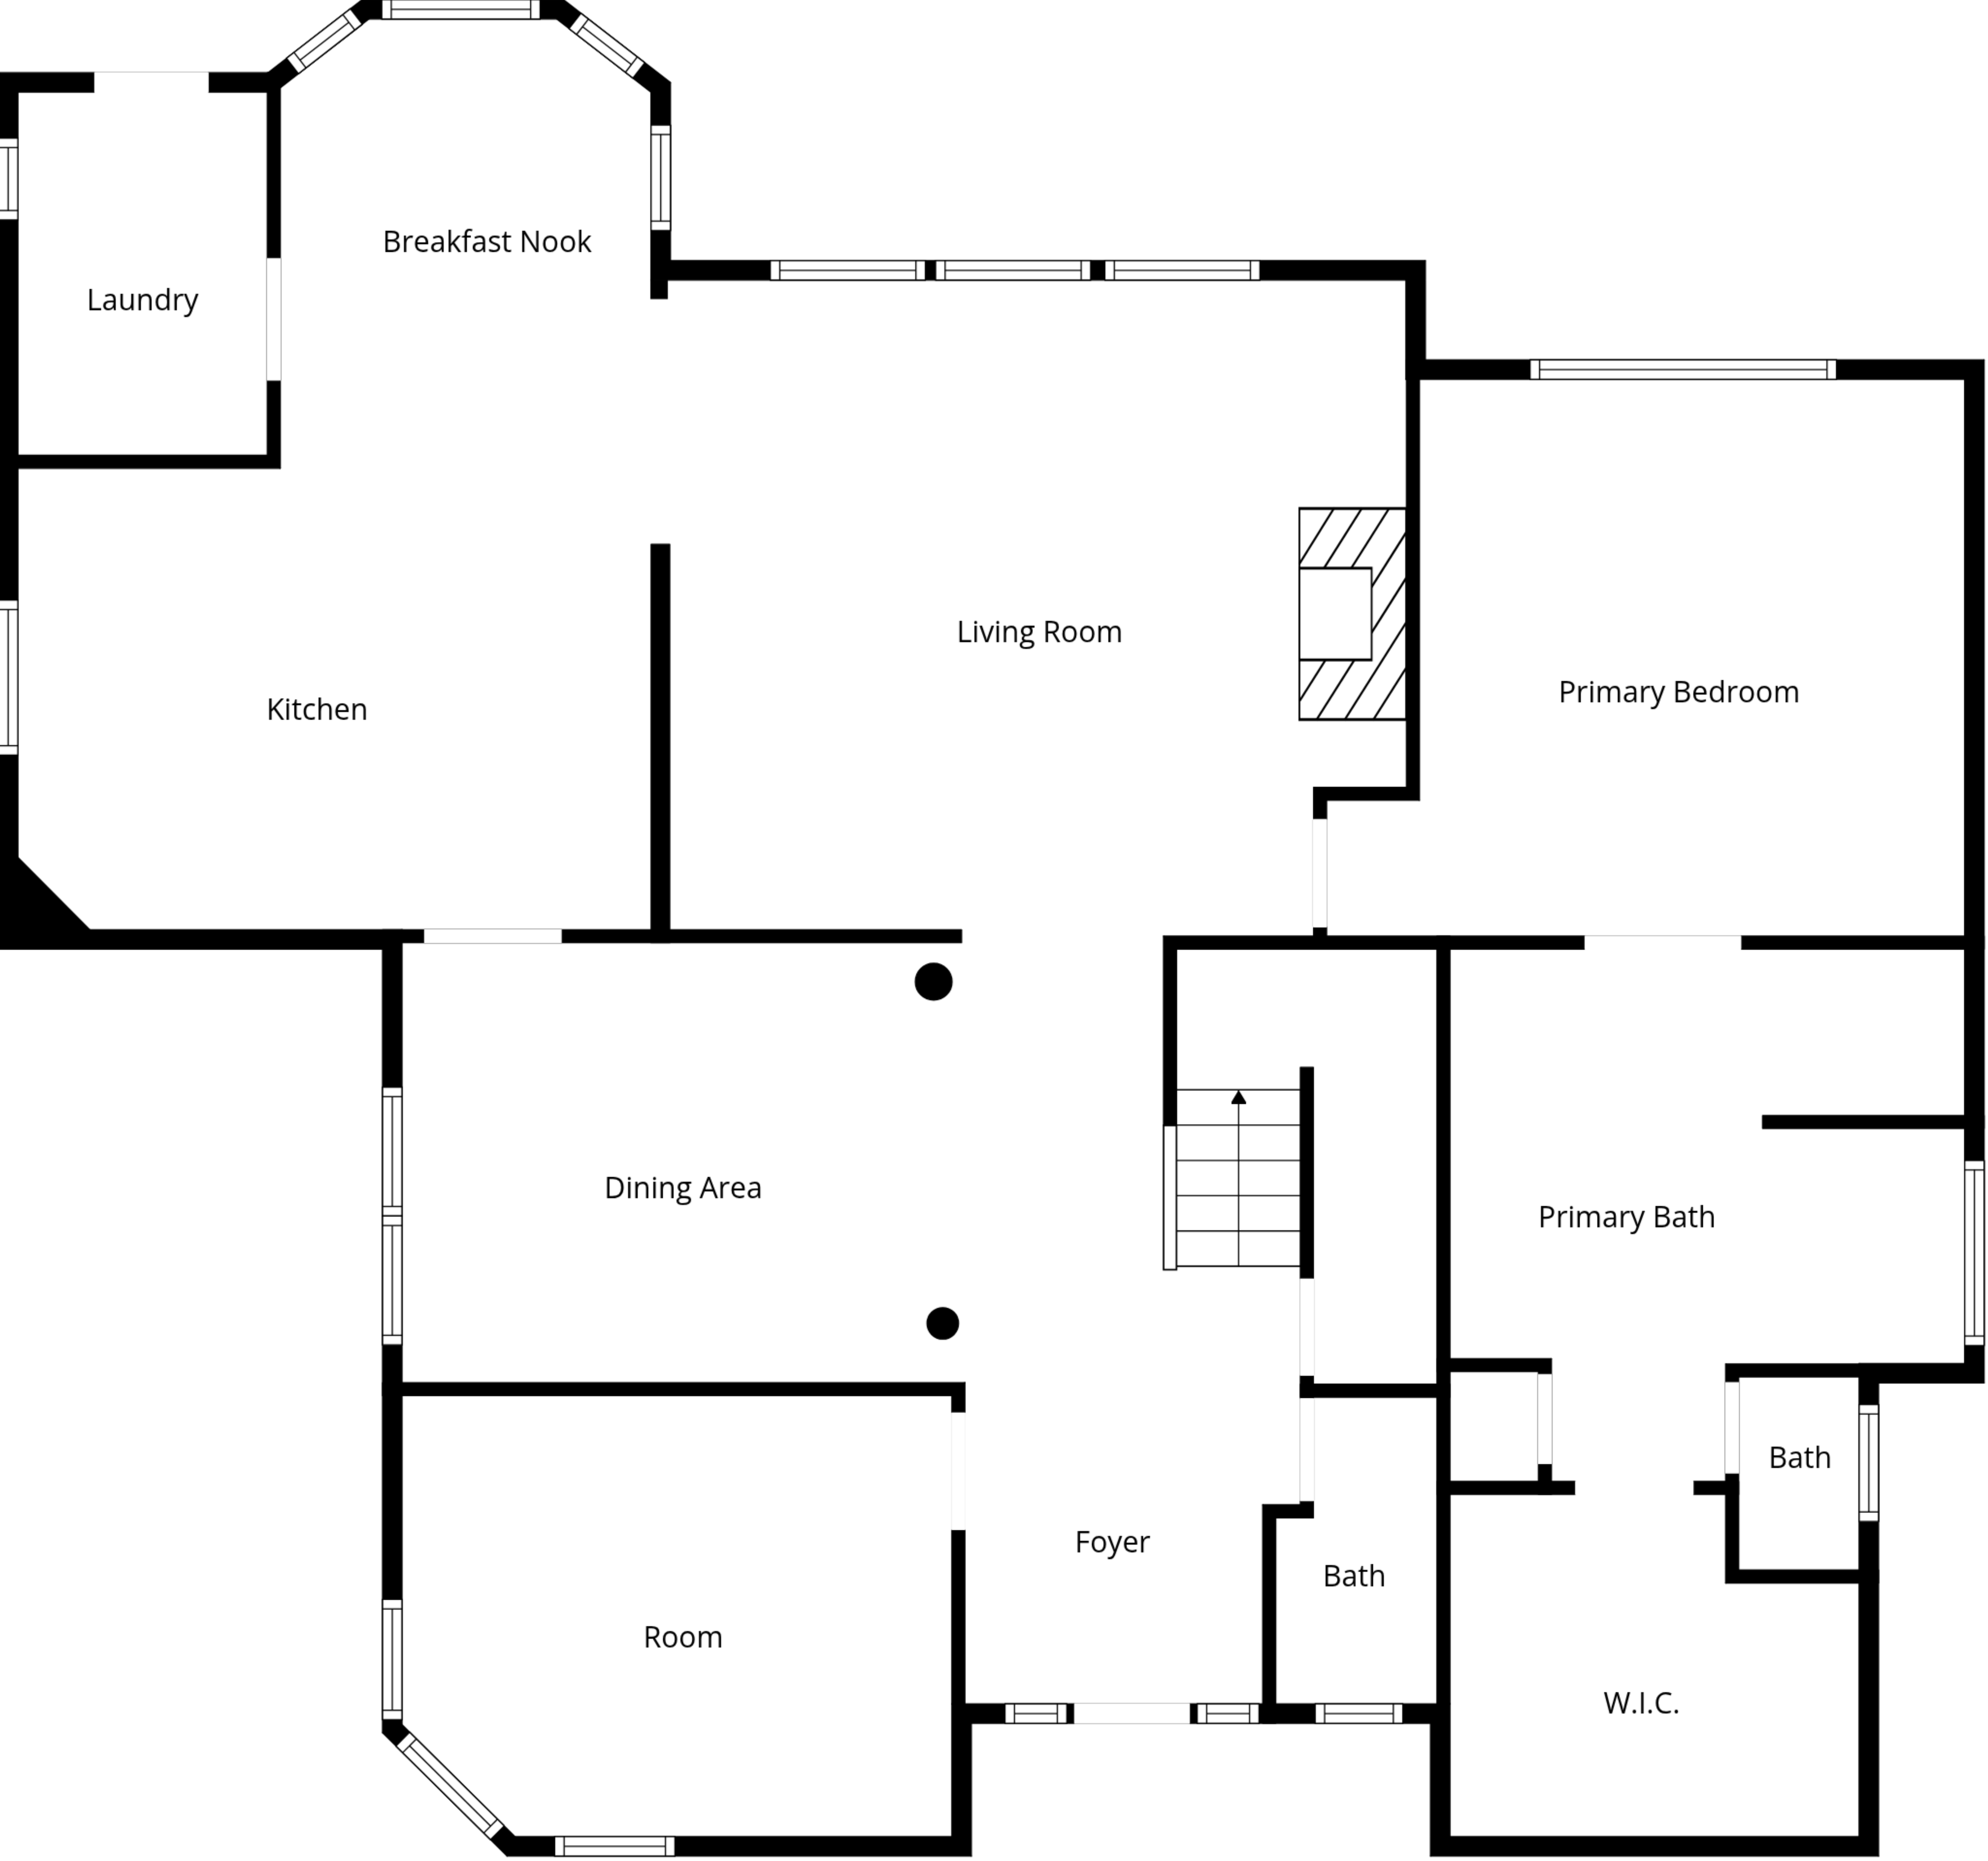 Breakfast Nook
Laundry
Living Room
Primary Bedroom
Kitchen
Dining Area
Primary Bath
Bath
Foyer
Bath
Room
W.I.C.